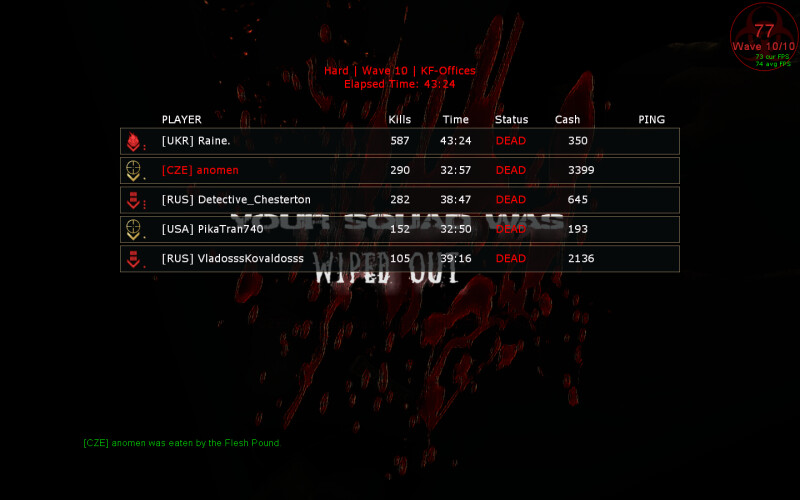 77
Wave 10/10
73 cur FPS
74 avg FPS
Hard | Wave 10 | KF-Offices
Elapsed Time: 43:24
PLAYER Kills Time Status Cash PING
[UKR] Raine. 587 43:24 DEAD 350
[CZE] anomen 290 32:57 DEAD 3399
[RUS] Detective_Chesterton 282 38:47 DEAD 645
YOUR SQUAD WAS
[USA] PikaTran740 152 32:50 DEAD 193
[RUS] VladosssKovaldosss 105 39:16 DEAD 2136
WIPED OUT
[CZE] anomen was eaten by the Flesh Pound